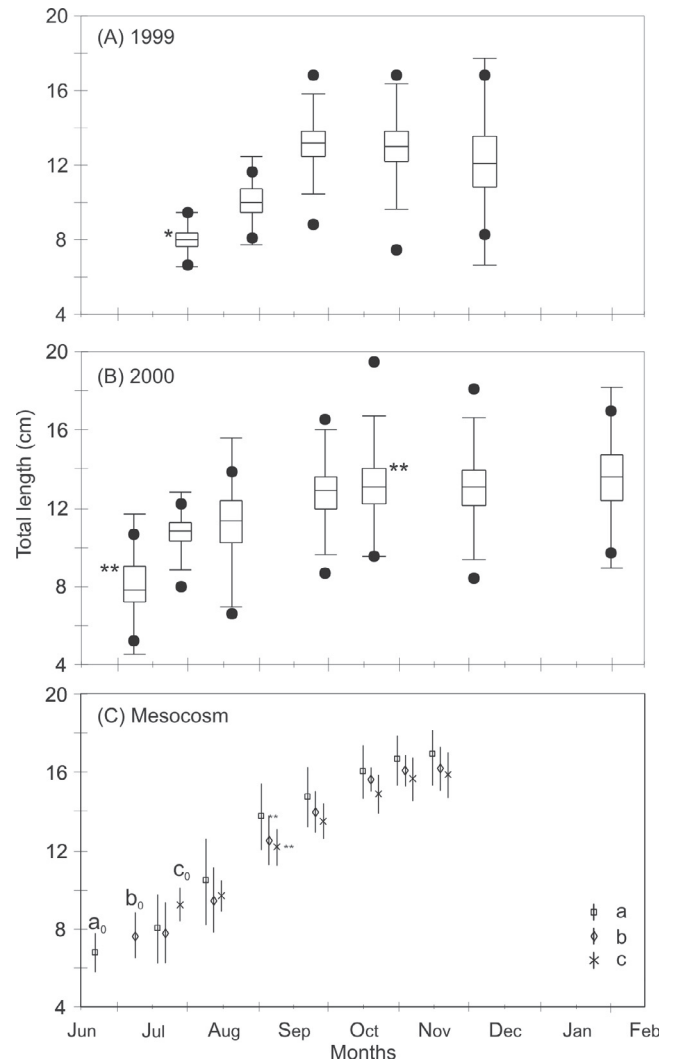 20
(A) 1999
16
12
*
8
4
20
(B) 2000
16
**
12
**
8
4
Total length (cm)
20
(C) Mesocosm
16
**
12
**
c0
b0
a0
8
a
b
c
4
Jun Jul Aug Sep Oct Nov Dec Jan Feb
Months